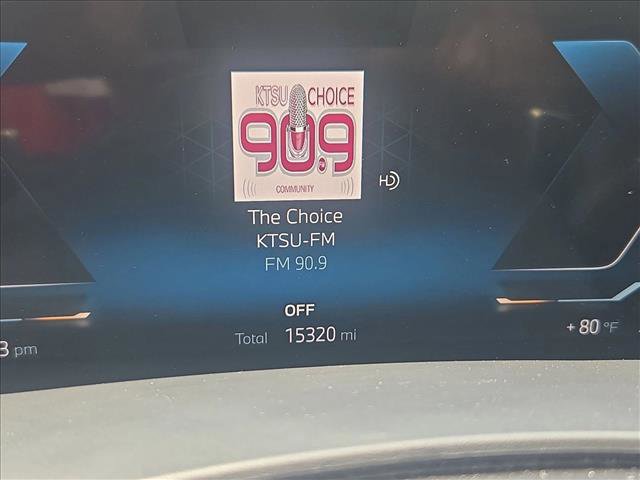 KTSU CHOICE
90.9
COMMUNITY
HD
The Choice
KTSU-FM
FM 90.9
OFF
Total 15320 mi
3 pm
+80 °F